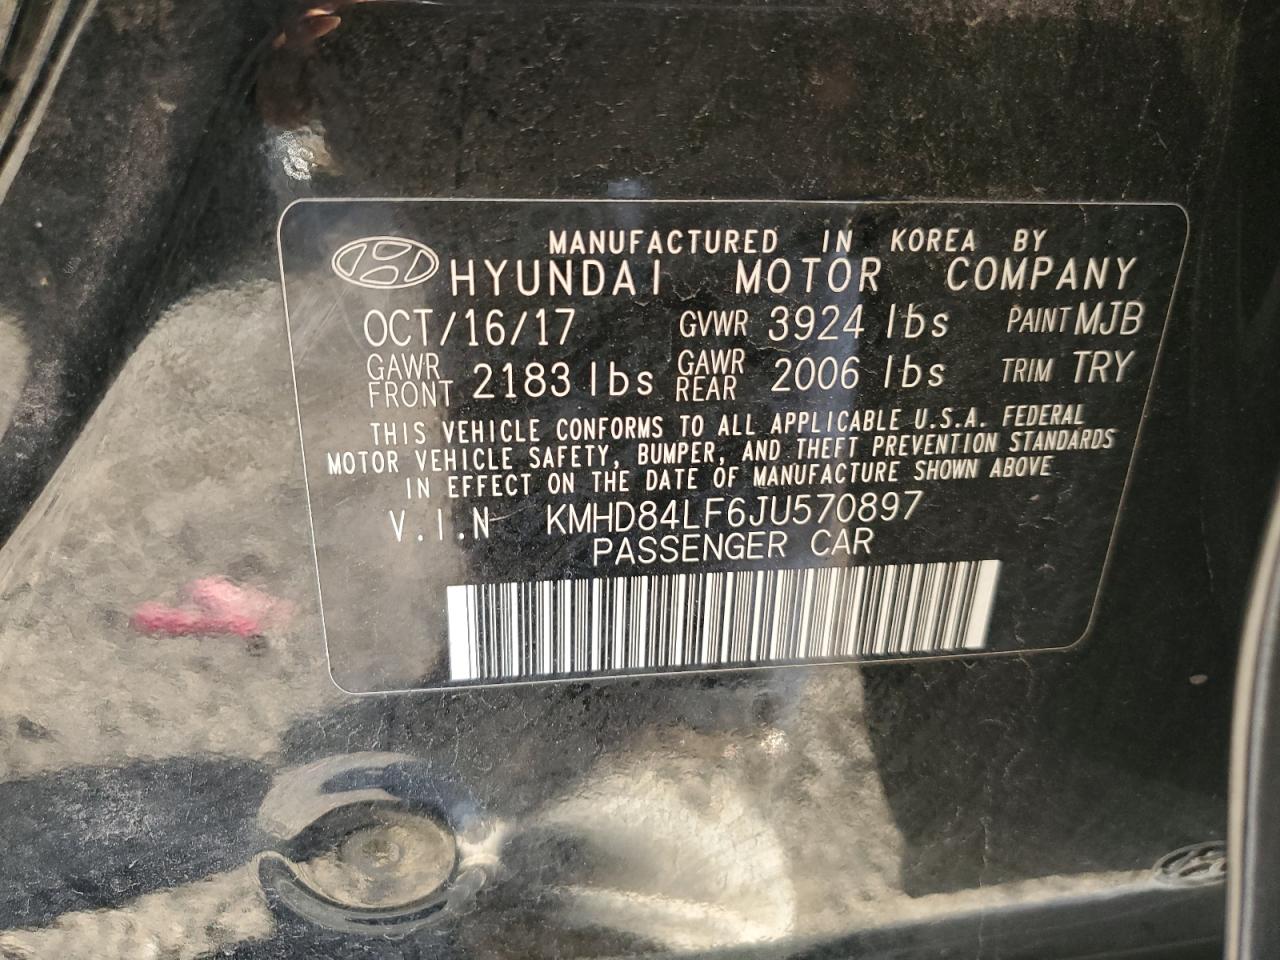 MANUFACTURED IN KOREA BY
HYUNDAI MOTOR COMPANY
OCT/16/17 GVWR 3924 lbs PAINT MJB
GAWR FRONT 2183 lbs GAWR REAR 2006 lbs TRIM TRY
THIS VEHICLE CONFORMS TO ALL APPLICABLE U.S.A. FEDERAL
MOTOR VEHICLE SAFETY, BUMPER, AND THEFT PREVENTION STANDARDS
IN EFFECT ON THE DATE OF MANUFACTURE SHOWN ABOVE
V.I.N KMHD84LF6JU570897
PASSENGER CAR